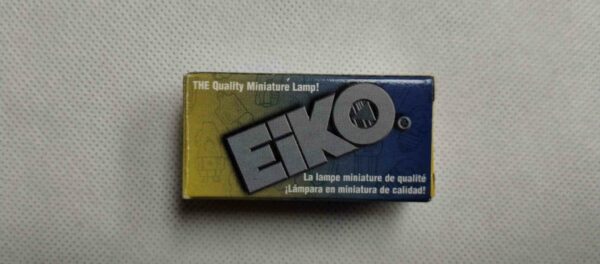 THE Quality Miniature Lamp!
EiKO
La lampe miniature de qualité
¡Lámpara en miniatura de calidad!